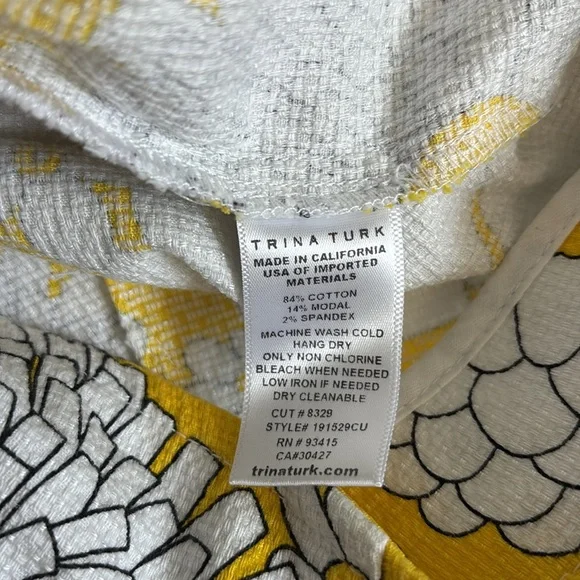 TRINA TURK
MADE IN CALIFORNIA
USA OF IMPORTED
MATERIALS
84% COTTON
14% MODAL
2% SPANDEX
MACHINE WASH COLD
HANG DRY
ONLY NON CHLORINE
BLEACH WHEN NEEDED
LOW IRON IF NEEDED
DRY CLEANABLE
CUT # 8329
STYLE# 191529CU
RN # 93415
CA#30427
trinaturk.com